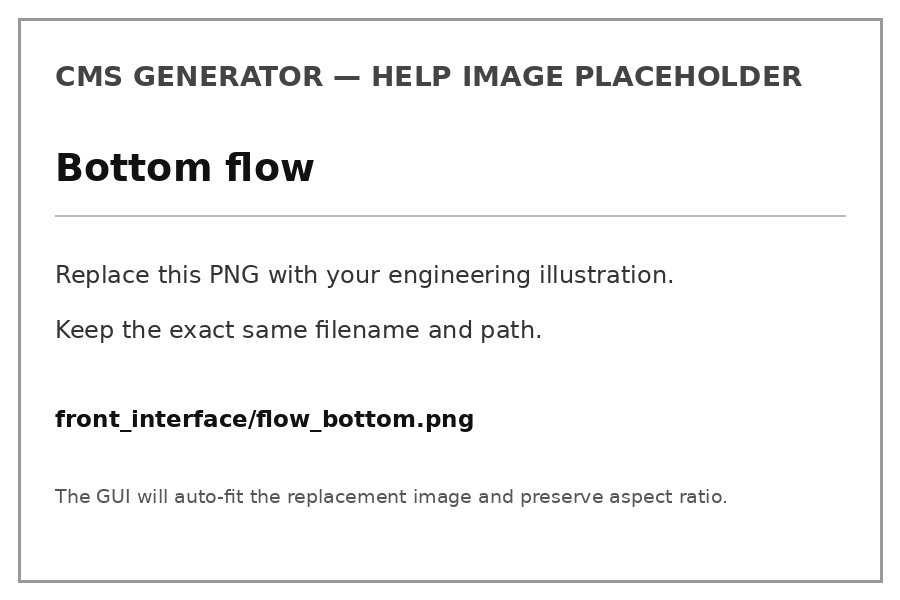 CMS GENERATOR — HELP IMAGE PLACEHOLDER
Bottom flow
Replace this PNG with your engineering illustration.
Keep the exact same filename and path.
front_interface/flow_bottom.png
The GUI will auto-fit the replacement image and preserve aspect ratio.